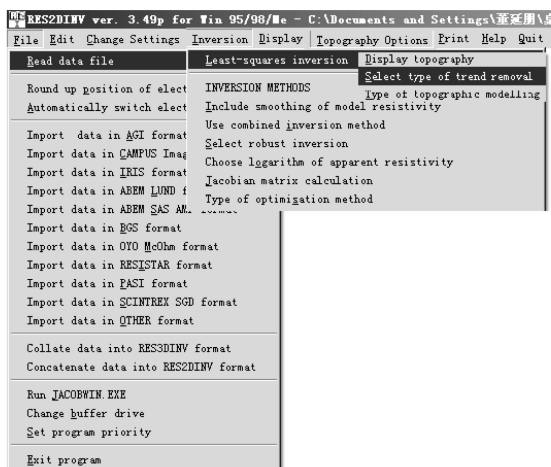 RES2DINV ver. 3.49p for Win 95/98/Me - C:\Documents and Settings\董延朋\
File Edit Change Settings Inversion Display Topography Options Print Help Quit
Read data file
Round up position of elect
Automatically switch elect
Import data in AGI format
Import data in CAMPUS Imag
Import data in IRIS format
Import data in ABEM LUND f
Import data in ABEM SAS AM format
Import data in BGS format
Import data in OYO McOhm format
Import data in RESISTAR format
Import data in PASI format
Import data in SCINTREX SGD format
Import data in OTHER format
Collate data into RES3DINV format
Concatenate data into RES2DINV format
Run JACOBWIN.EXE
Change buffer drive
Set program priority
Exit program
Least-squares inversion
INVERSION METHODS
Include smoothing of model resistivity
Use combined inversion method
Select robust inversion
Choose logarithm of apparent resistivity
Jacobian matrix calculation
Type of optimisation method
Display topography
Select type of trend removal
Type of topographic modelling